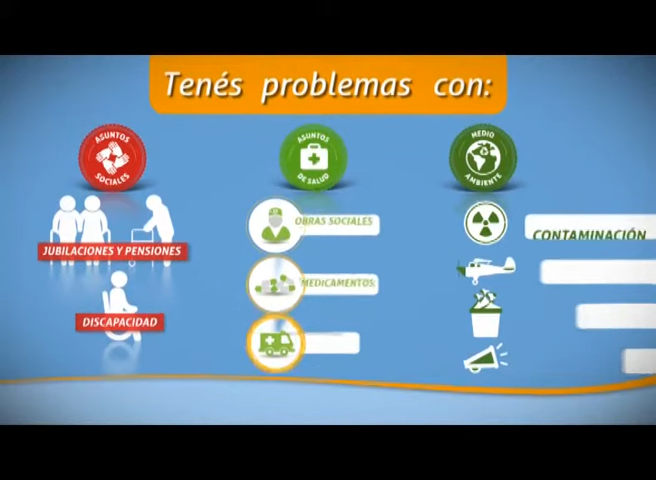 Tenés problemas con:
ASUNTOS
SOCIALES
ASUNTOS
DE SALUD
MEDIO
AMBIENTE
JUBILACIONES Y PENSIONES
DISCAPACIDAD
OBRAS SOCIALES
MEDICAMENTOS
CONTAMINACIÓN